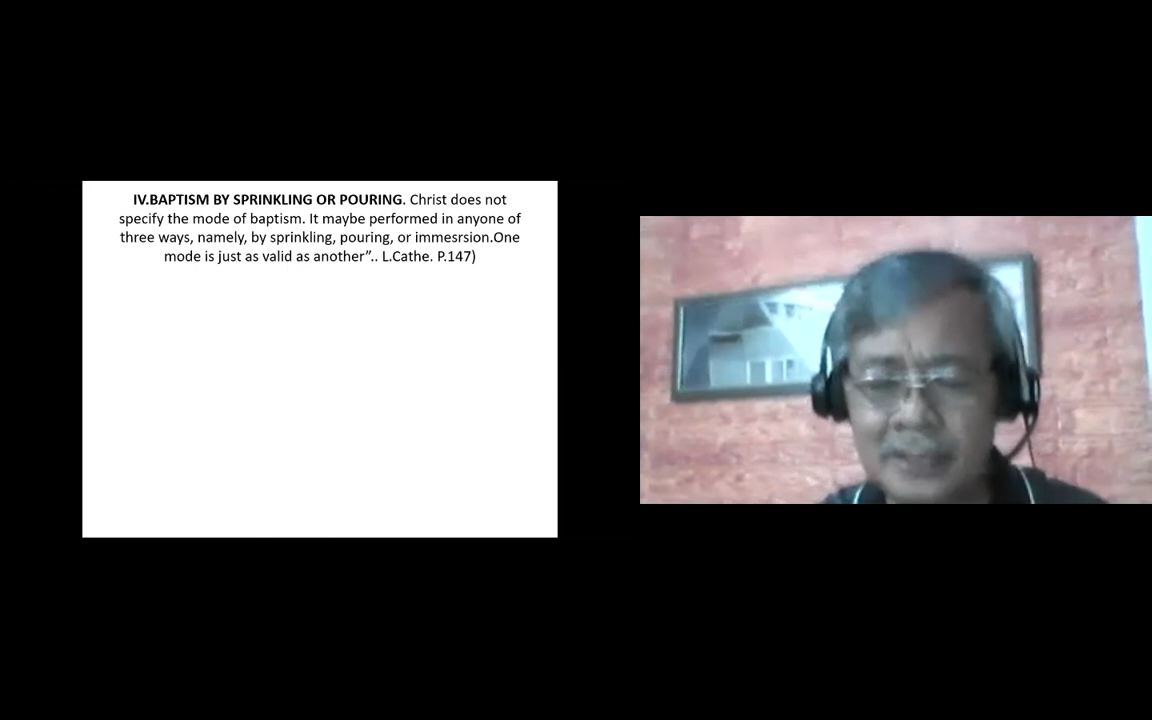 IV.BAPTISM BY SPRINKLING OR POURING. Christ does not
specify the mode of baptism. It maybe performed in anyone of
three ways, namely, by sprinkling, pouring, or immesrsion.One
mode is just as valid as another”.. L.Cathe. P.147)